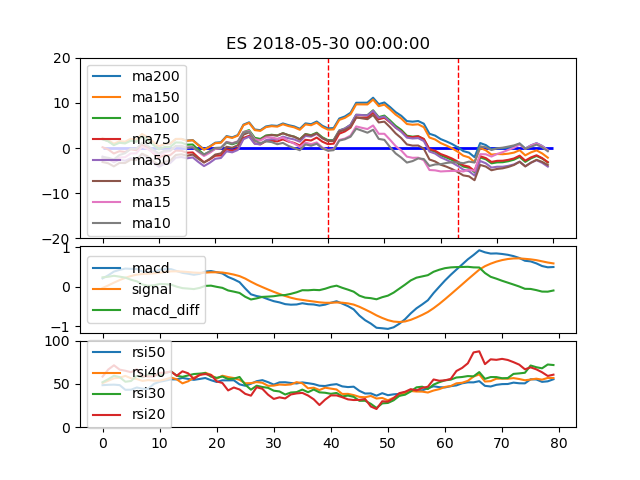 ES 2018-05-30 00:00:00
20
10
0
−10
−20
ma200
ma150
ma100
ma75
ma50
ma35
ma15
ma10
1
0
−1
macd
signal
macd_diff
100
50
0
rsi50
rsi40
rsi30
rsi20
0 10 20 30 40 50 60 70 80